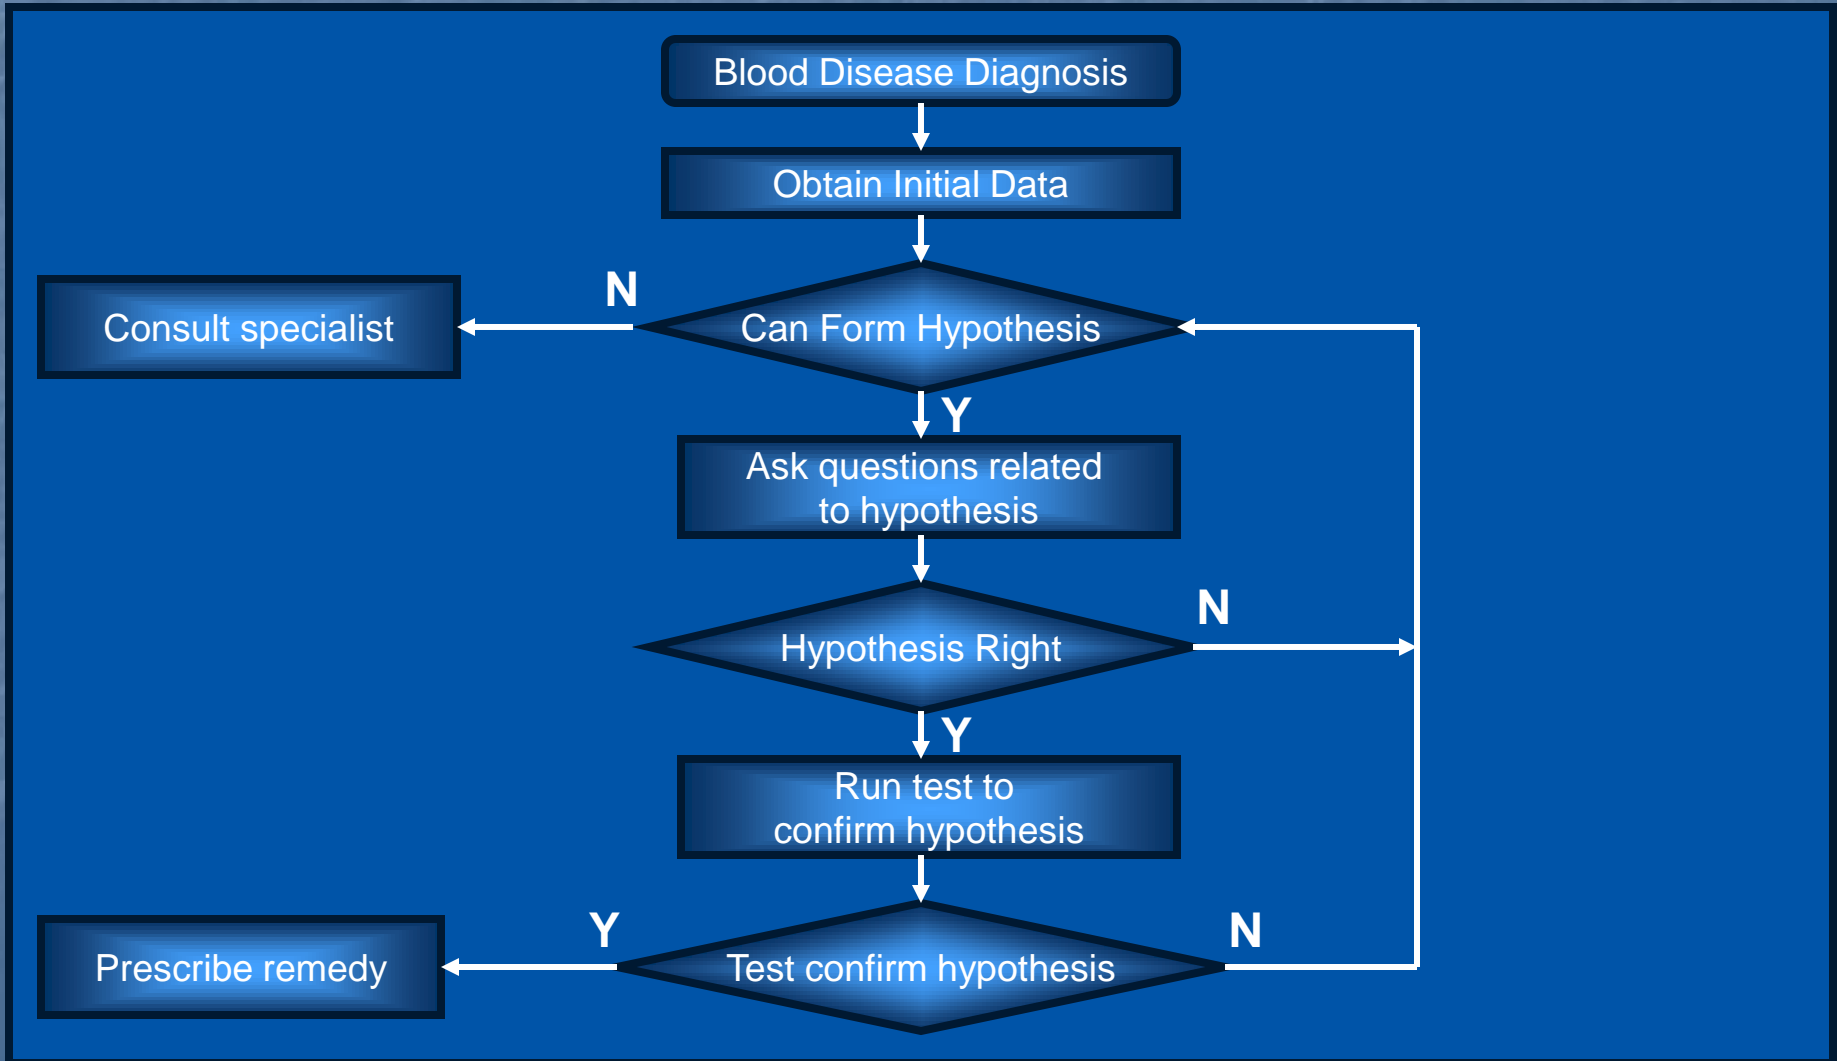 Blood Disease Diagnosis
Obtain Initial Data
N
Consult specialist
Can Form Hypothesis
Y
Ask questions related
to hypothesis
N
Hypothesis Right
Y
Run test to
confirm hypothesis
Y
N
Prescribe remedy
Test confirm hypothesis